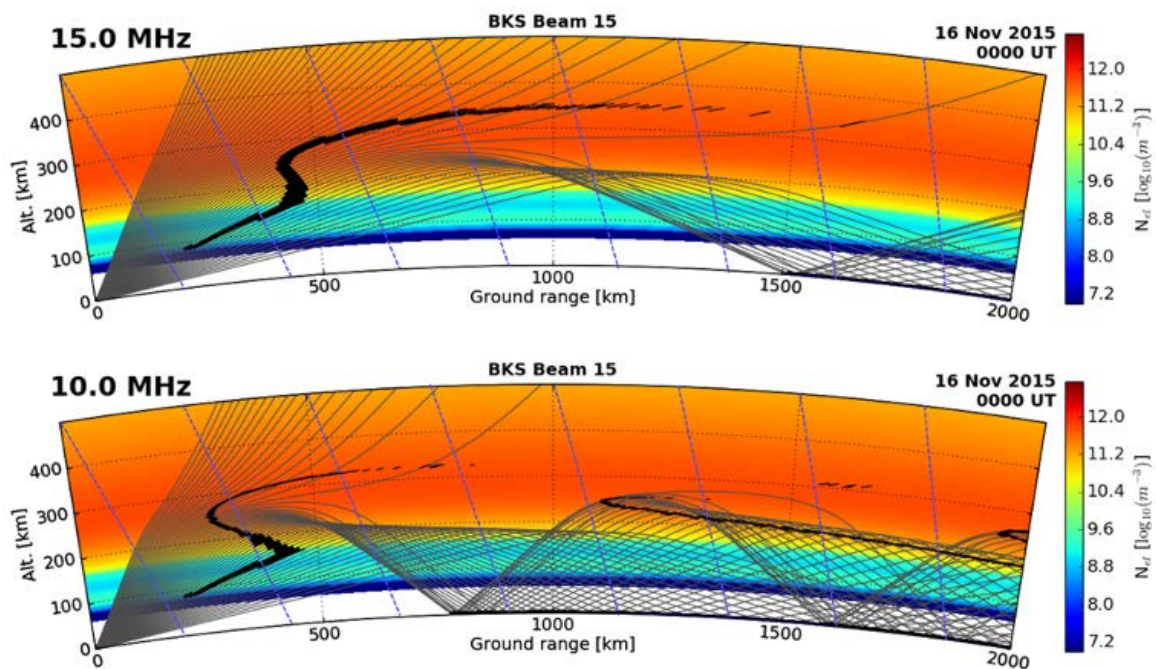 BKS Beam 15
15.0 MHz
16 Nov 2015
0000 UT
12.0
11.2
10.4
9.6
8.8
8.0
7.2
N_el [log_10(m^-3)]
400
300
200
100
0
Alt. [km]
0
500
1000
1500
2000
Ground range [km]
BKS Beam 15
10.0 MHz
16 Nov 2015
0000 UT
12.0
11.2
10.4
9.6
8.8
8.0
7.2
N_el [log_10(m^-3)]
400
300
200
100
0
Alt. [km]
0
500
1000
1500
2000
Ground range [km]